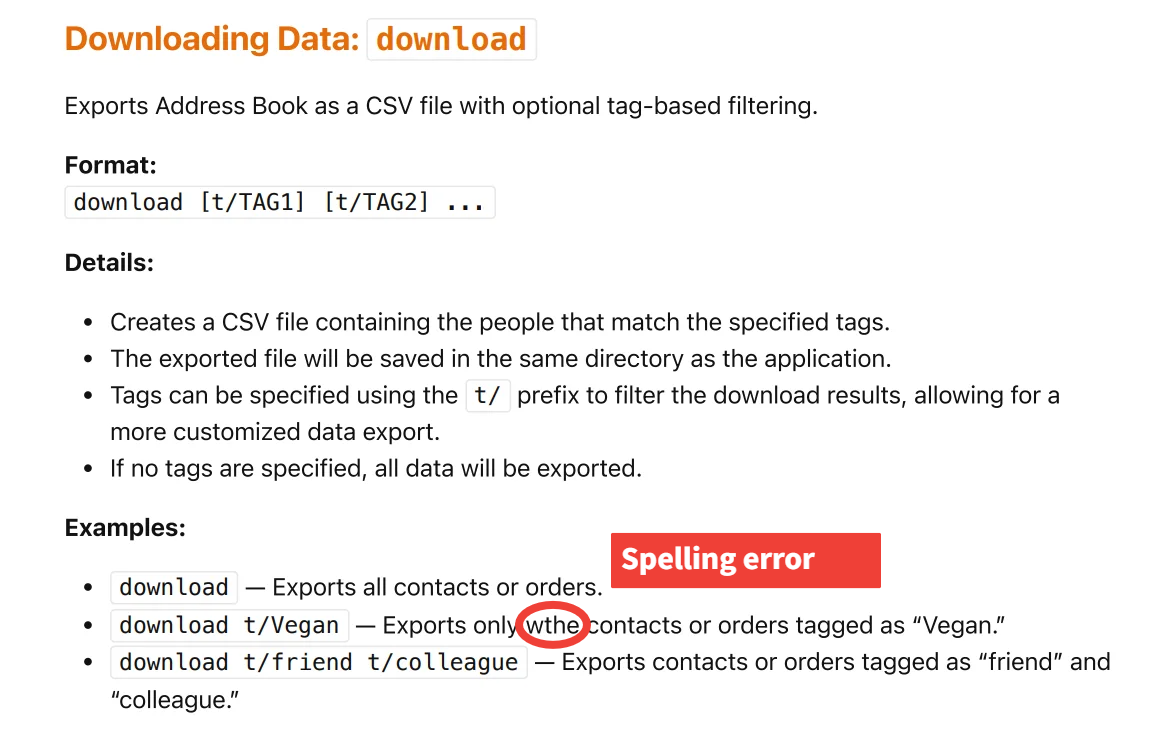 Downloading Data: download
Exports Address Book as a CSV file with optional tag-based filtering.
Format:
download [t/TAG1] [t/TAG2] ...
Details:
• Creates a CSV file containing the people that match the specified tags.
• The exported file will be saved in the same directory as the application.
• Tags can be specified using the t/ prefix to filter the download results, allowing for a
more customized data export.
• If no tags are specified, all data will be exported.
Examples:
Spelling error
• download — Exports all contacts or orders.
• download t/Vegan — Exports only wthe contacts or orders tagged as “Vegan.”
• download t/friend t/colleague — Exports contacts or orders tagged as “friend” and
“colleague.”